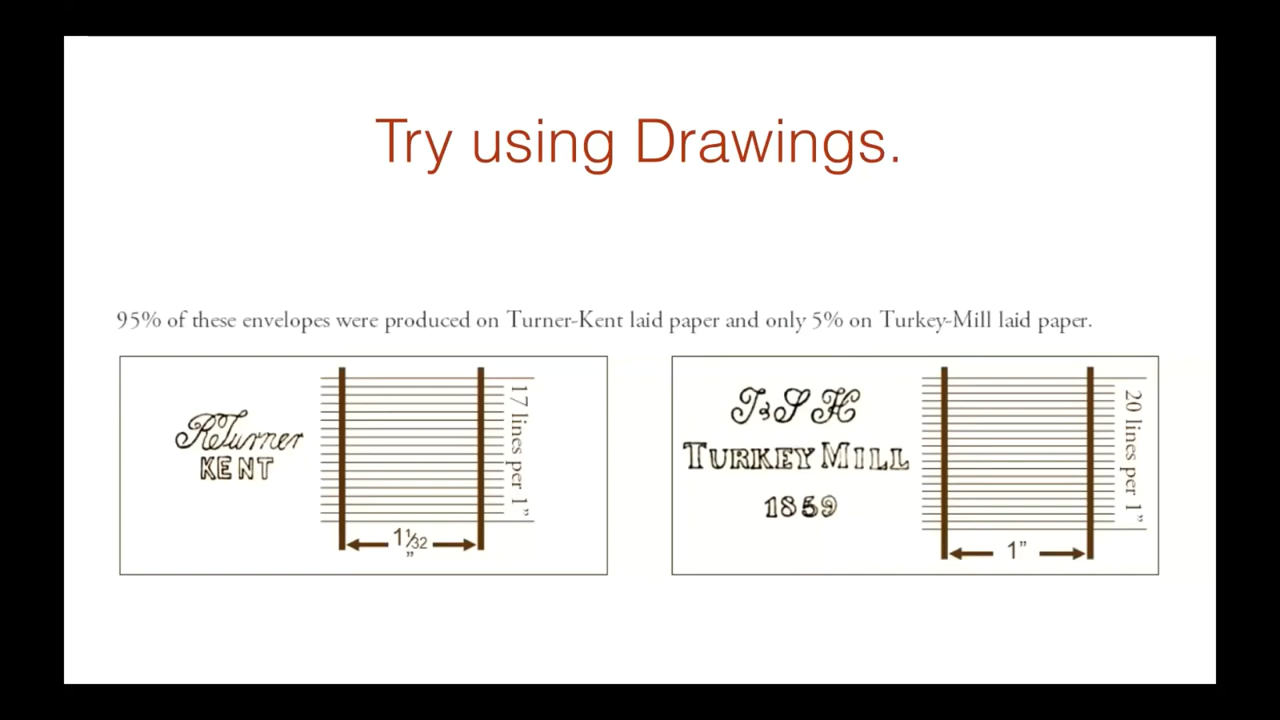 Try using Drawings.
95% of these envelopes were produced on Turner-Kent laid paper and only 5% on Turkey-Mill laid paper.
RTurner
KENT
17 lines per 1”
1 1⁄32
”
J&S H
TURKEY MILL
1859
20 lines per 1”
1”